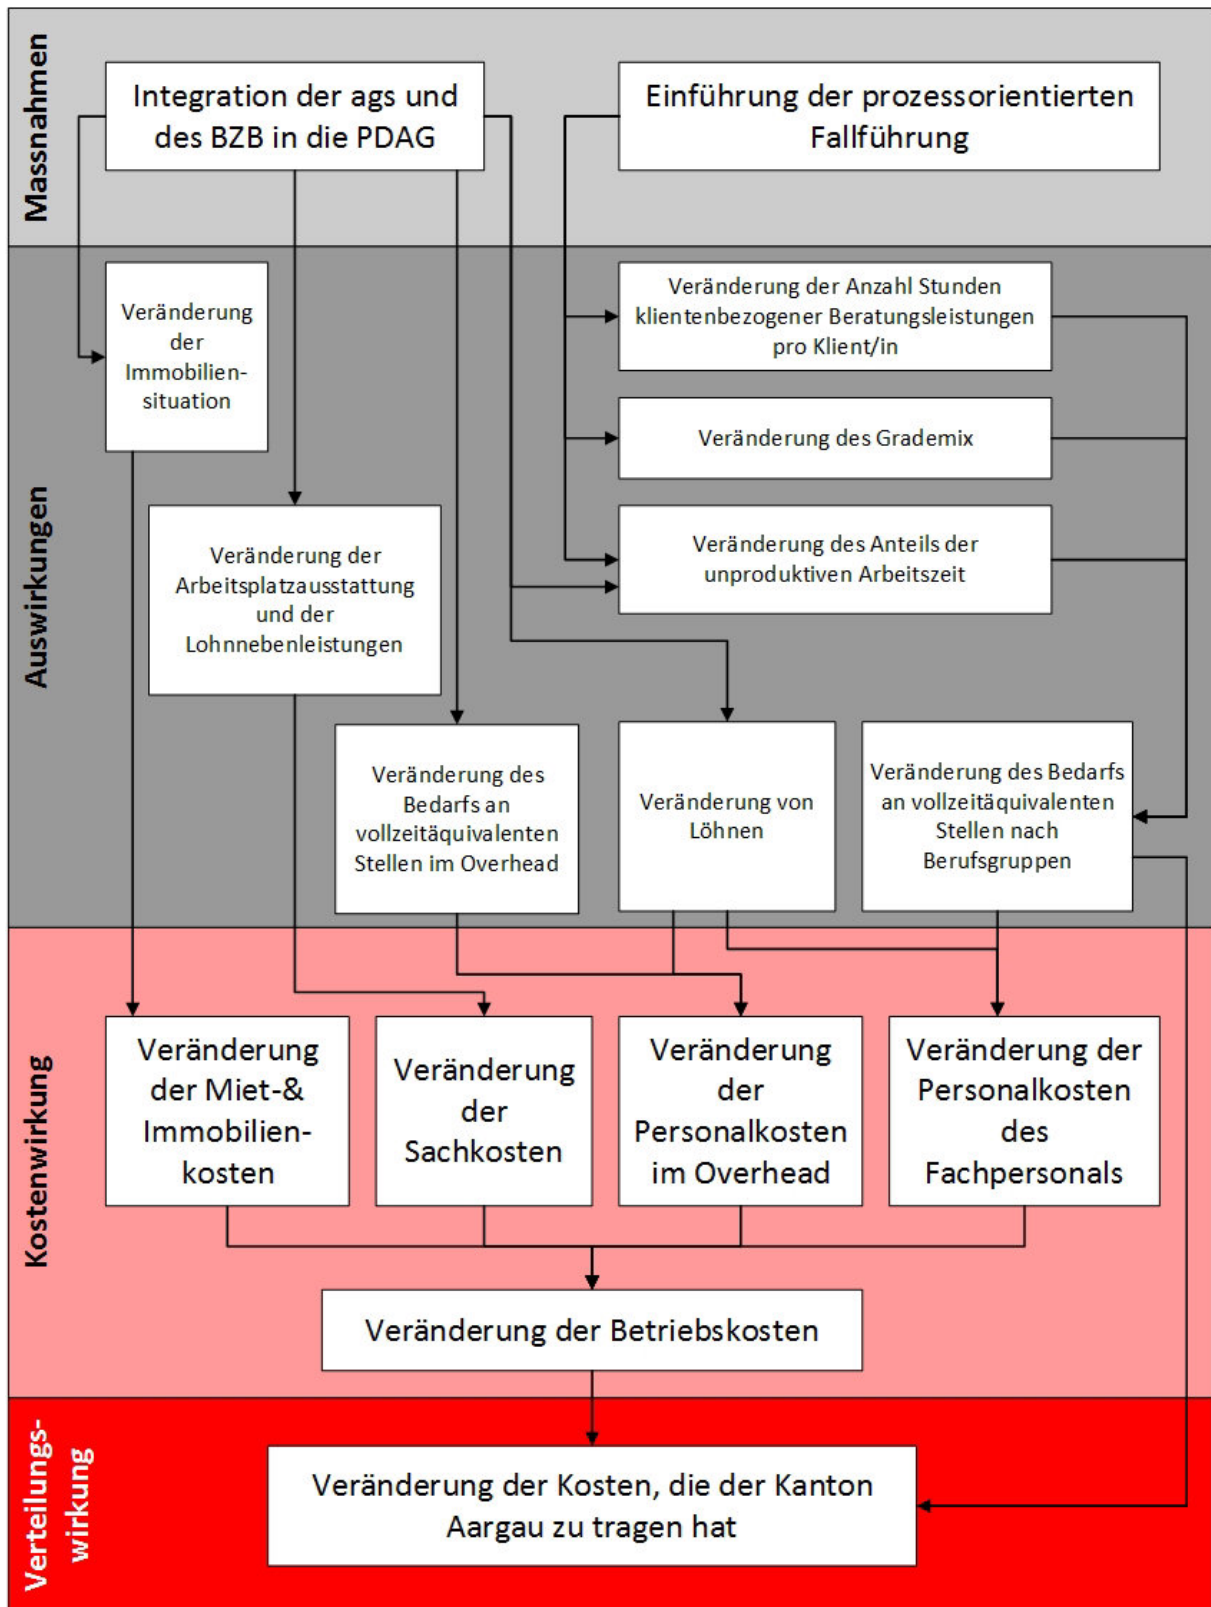 Massnahmen
Integration der ags und
des BZB in die PDAG
Einführung der prozessorientierten
Fallführung
Auswirkungen
Veränderung
der
Immobilien-
situation
Veränderung der Anzahl Stunden
klientenbezogener Beratungsleistungen
pro Klient/in
Veränderung des Grademix
Veränderung der
Arbeitsplatzausstattung
und der
Lohnnebenleistungen
Veränderung des Anteils der
unproduktiven Arbeitszeit
Veränderung des
Bedarfs an
vollzeitäquivalenten
Stellen im Overhead
Veränderung von
Löhnen
Veränderung des Bedarfs
an vollzeitäquivalenten
Stellen nach
Berufsgruppen
Kostenwirkung
Veränderung
der Miet-&
Immobilien-
kosten
Veränderung
der
Sachkosten
Veränderung
der
Personalkosten
im Overhead
Veränderung der
Personalkosten
des
Fachpersonals
Veränderung der Betriebskosten
Verteilungs-
wirkung
Veränderung der Kosten, die der Kanton
Aargau zu tragen hat